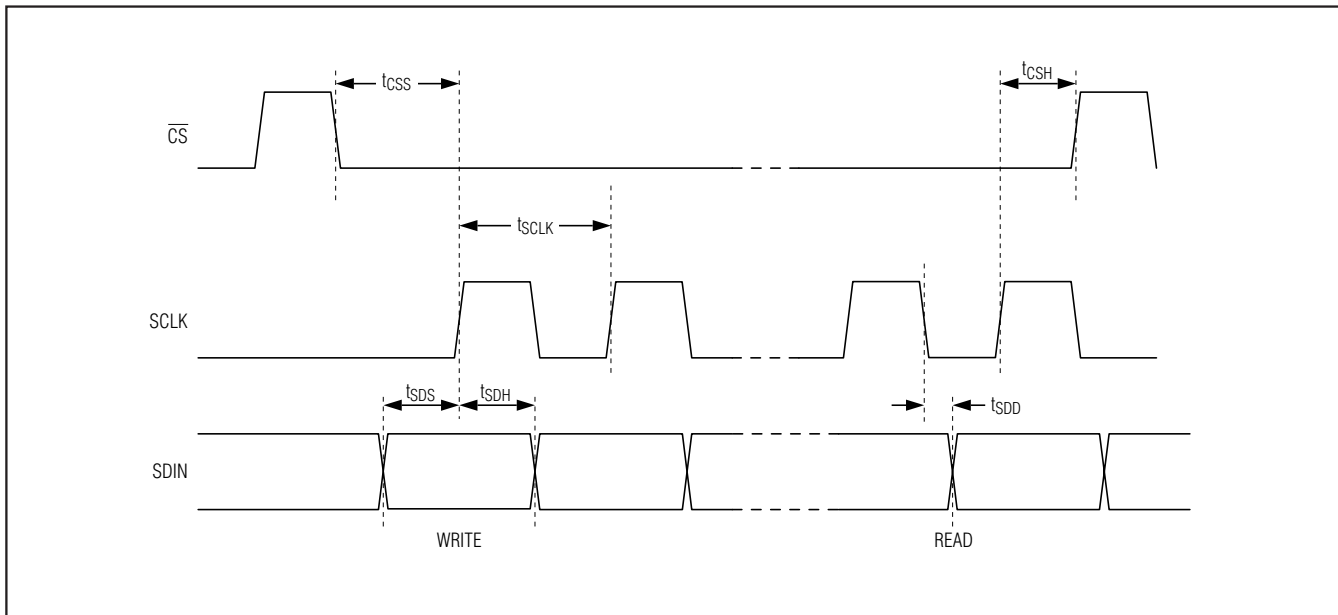 tCSS
tCSH
CS
tSCLK
SCLK
tSDS
tSDH
tSDD
SDIN
WRITE
READ